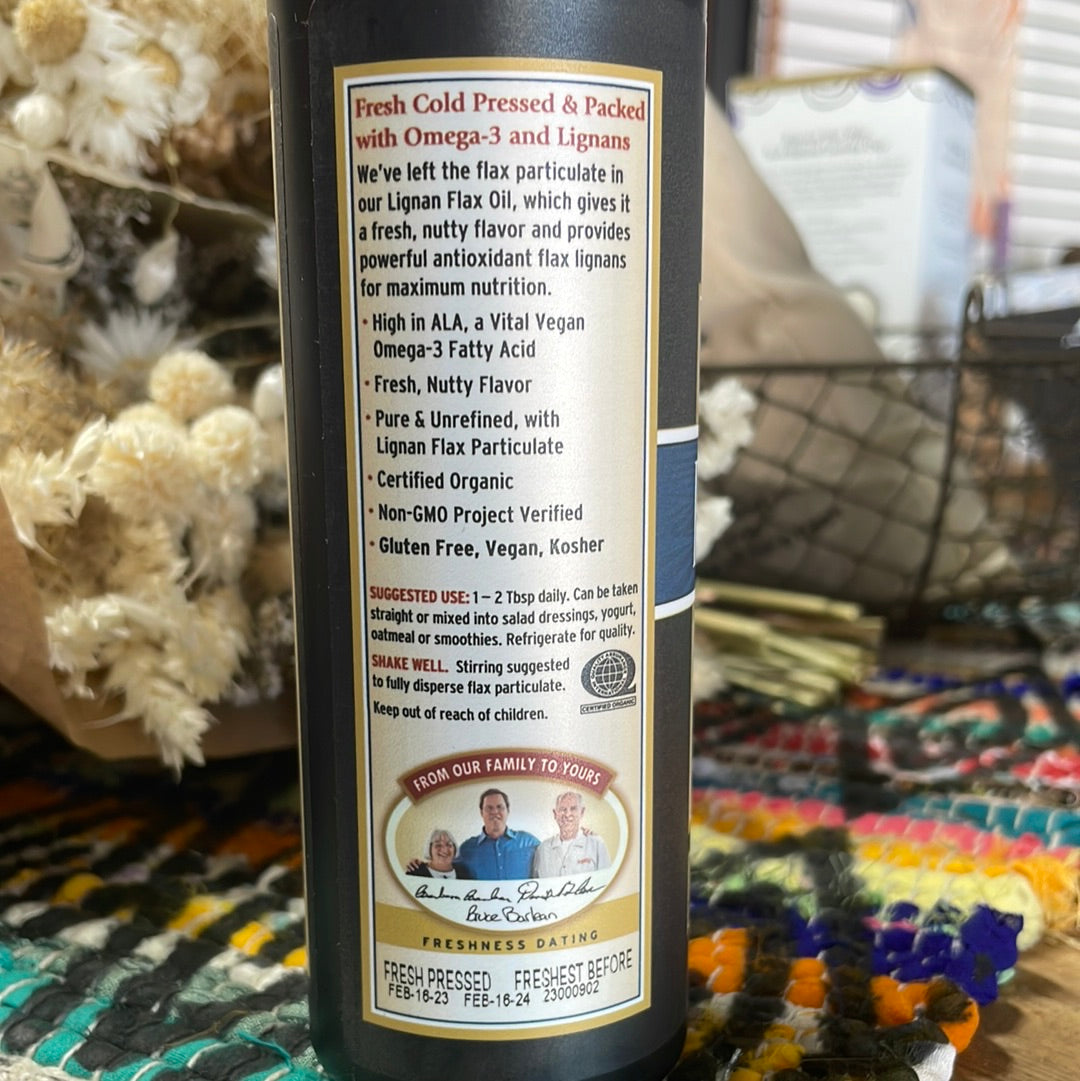 Fresh Cold Pressed & Packed
with Omega-3 and Lignans
We've left the flax particulate in
our Lignan Flax Oil, which gives it
a fresh, nutty flavor and provides
powerful antioxidant flax lignans
for maximum nutrition.
• High in ALA, a Vital Vegan
Omega-3 Fatty Acid
• Fresh, Nutty Flavor
• Pure & Unrefined, with
Lignan Flax Particulate
• Certified Organic
• Non-GMO Project Verified
• Gluten Free, Vegan, Kosher
SUGGESTED USE: 1 – 2 Tbsp daily. Can be taken
straight or mixed into salad dressings, yogurt,
oatmeal or smoothies. Refrigerate for quality.
SHAKE WELL. Stirring suggested
to fully disperse flax particulate.
Keep out of reach of children.
CERTIFIED ORGANIC
FROM OUR FAMILY TO YOURS
Bruce Barlean
FRESHNESS DATING
FRESH PRESSED FRESHEST BEFORE
FEB-16-23 FEB-16-24 23000902